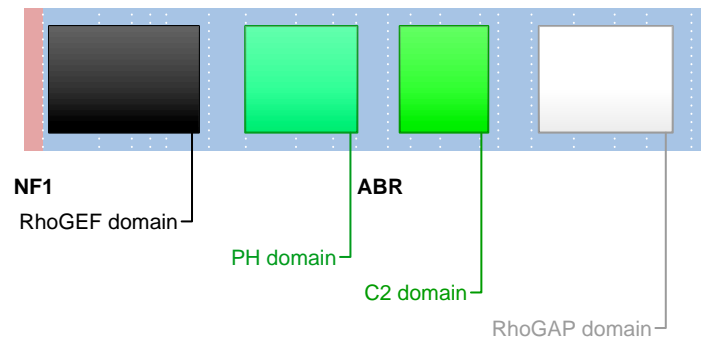 NF1 ABR
RhoGEF domain
PH domain
C2 domain
RhoGAP domain